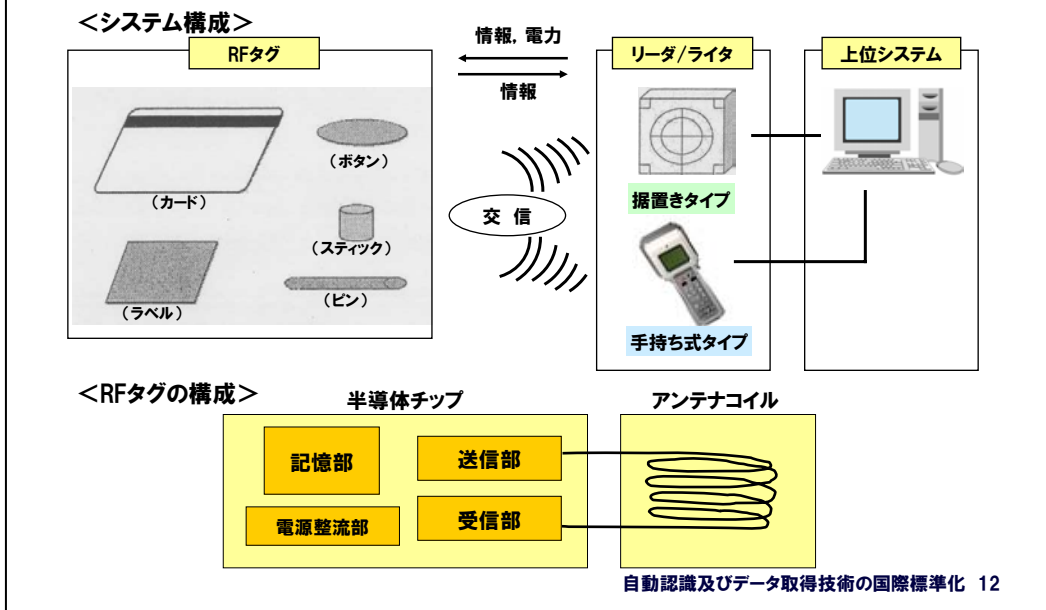 ＜システム構成＞
RFタグ
情報，電力
情報
リーダ/ライタ
上位システム
（ボタン）
（カード）
（スティック）
（ラベル）
（ピン）
交 信
据置きタイプ
手持ち式タイプ
＜RFタグの構成＞
半導体チップ
アンテナコイル
記憶部
送信部
電源整流部
受信部
自動認識及びデータ取得技術の国際標準化 12